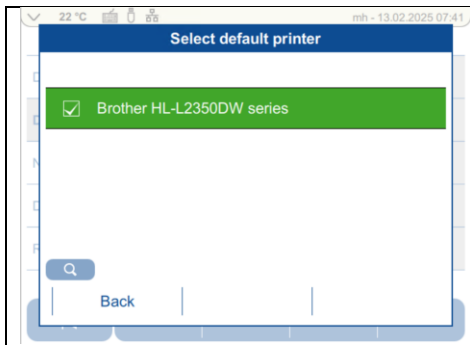 22 °C mh - 13.02.2025 07:41
Select default printer
D
D
Brother HL-L2350DW series
N
D
R
Back